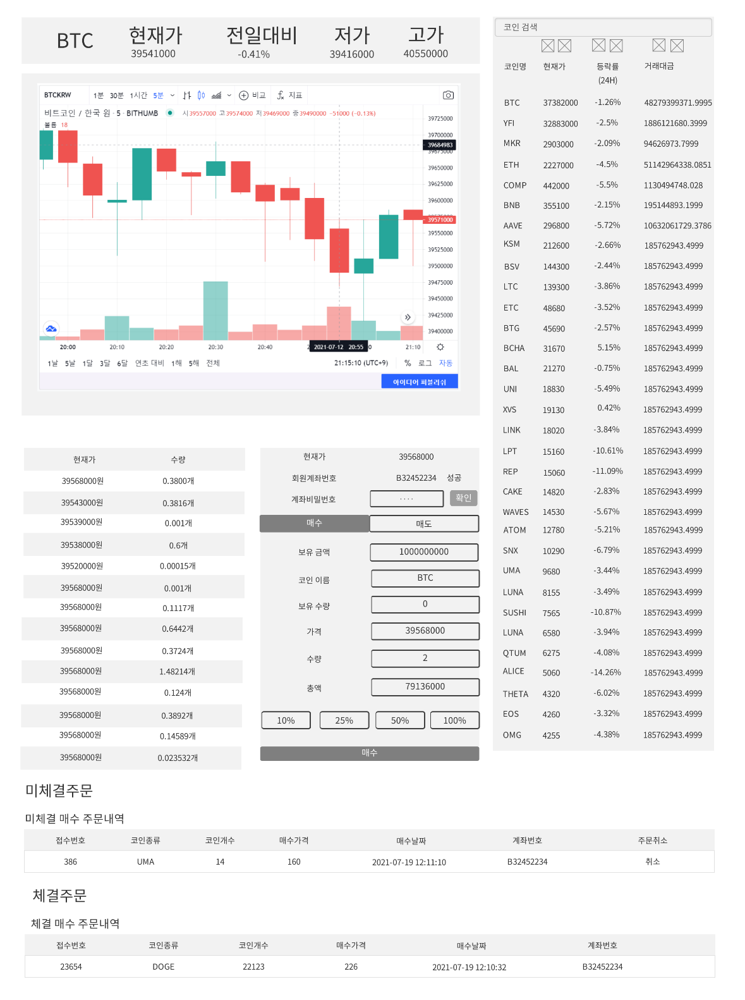 BTC 현재가 전일대비 저가 고가
39541000 -0.41% 39416000 40550000
BTCKRW 1분 30분 1시간 5분 비교 지표
비트코인 / 한국 원 · 5 · BITHUMB 시39557000 고39574000 저39469000 종39490000 -51000 (-0.13%)
볼륨 18
39725000
39700000
39684983
39675000
39650000
39625000
39600000
39571000
39550000
39525000
39500000
39475000
39450000
39425000
39400000
20:00 20:10 20:20 20:30 20:40 2021-07-12 20:55 21:10
1날 5날 1달 3달 6달 연초 대비 1해 5해 전체 21:15:10 (UTC+9) % 로그 자동
아이디어 퍼블리쉬
코인 검색
코인명 현재가 등락률 거래대금
(24H)
BTC 37382000 -1.26% 48279399371.9995
YFI 32883000 -2.5% 1886121680.3999
MKR 2903000 -2.09% 94626973.7999
ETH 2227000 -4.5% 51142964338.0851
COMP 442000 -5.5% 1130494748.028
BNB 355100 -2.15% 195144893.1999
AAVE 296800 -5.72% 10632061729.3786
KSM 212600 -2.66% 185762943.4999
BSV 144300 -2.44% 185762943.4999
LTC 139300 -3.86% 185762943.4999
ETC 48680 -3.52% 185762943.4999
BTG 45690 -2.57% 185762943.4999
BCHA 31670 5.15% 185762943.4999
BAL 21270 -0.75% 185762943.4999
UNI 18830 -5.49% 185762943.4999
XVS 19130 0.42% 185762943.4999
LINK 18020 -3.84% 185762943.4999
LPT 15160 -10.61% 185762943.4999
REP 15060 -11.09% 185762943.4999
CAKE 14820 -2.83% 185762943.4999
WAVES 14530 -5.67% 185762943.4999
ATOM 12780 -5.21% 185762943.4999
SNX 10290 -6.79% 185762943.4999
UMA 9680 -3.44% 185762943.4999
LUNA 8155 -3.49% 185762943.4999
SUSHI 7565 -10.87% 185762943.4999
LUNA 6580 -3.94% 185762943.4999
QTUM 6275 -4.08% 185762943.4999
ALICE 5060 -14.26% 185762943.4999
THETA 4320 -6.02% 185762943.4999
EOS 4260 -3.32% 185762943.4999
OMG 4255 -4.38% 185762943.4999
현재가 수량
39568000원 0.3800개
39543000원 0.3816개
39539000원 0.001개
39538000원 0.6개
39520000원 0.00015개
39568000원 0.001개
39568000원 0.1117개
39568000원 0.6442개
39568000원 0.3724개
39568000원 1.48214개
39568000원 0.124개
39568000원 0.3892개
39568000원 0.14589개
39568000원 0.023532개
현재가 39568000
회원계좌번호 B32452234 성공
계좌비밀번호 ···· 확인
매수 매도
보유 금액 1000000000
코인 이름 BTC
보유 수량 0
가격 39568000
수량 2
총액 79136000
10% 25% 50% 100%
매수
미체결주문
미체결 매수 주문내역
접수번호 코인종류 코인개수 매수가격 매수날짜 계좌번호 주문취소
386 UMA 14 160 2021-07-19 12:11:10 B32452234 취소
체결주문
체결 매수 주문내역
접수번호 코인종류 코인개수 매수가격 매수날짜 계좌번호
23654 DOGE 22123 226 2021-07-19 12:10:32 B32452234